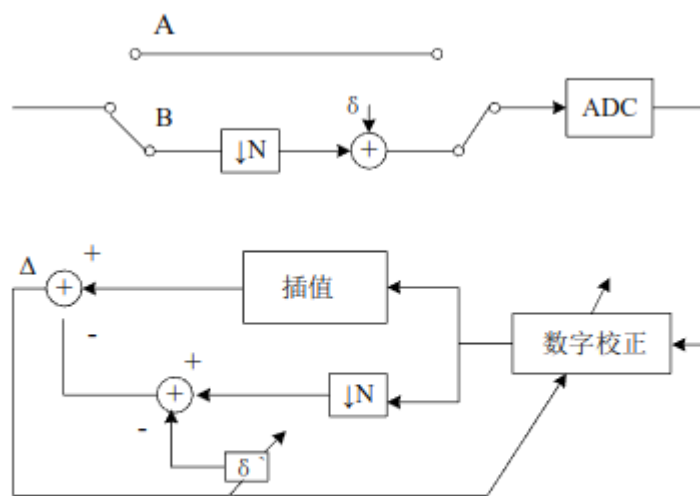 A
B
δ
↓N
+
ADC
Δ
+
+
插值
-
+
数字校正
+
↓N
-
δ`